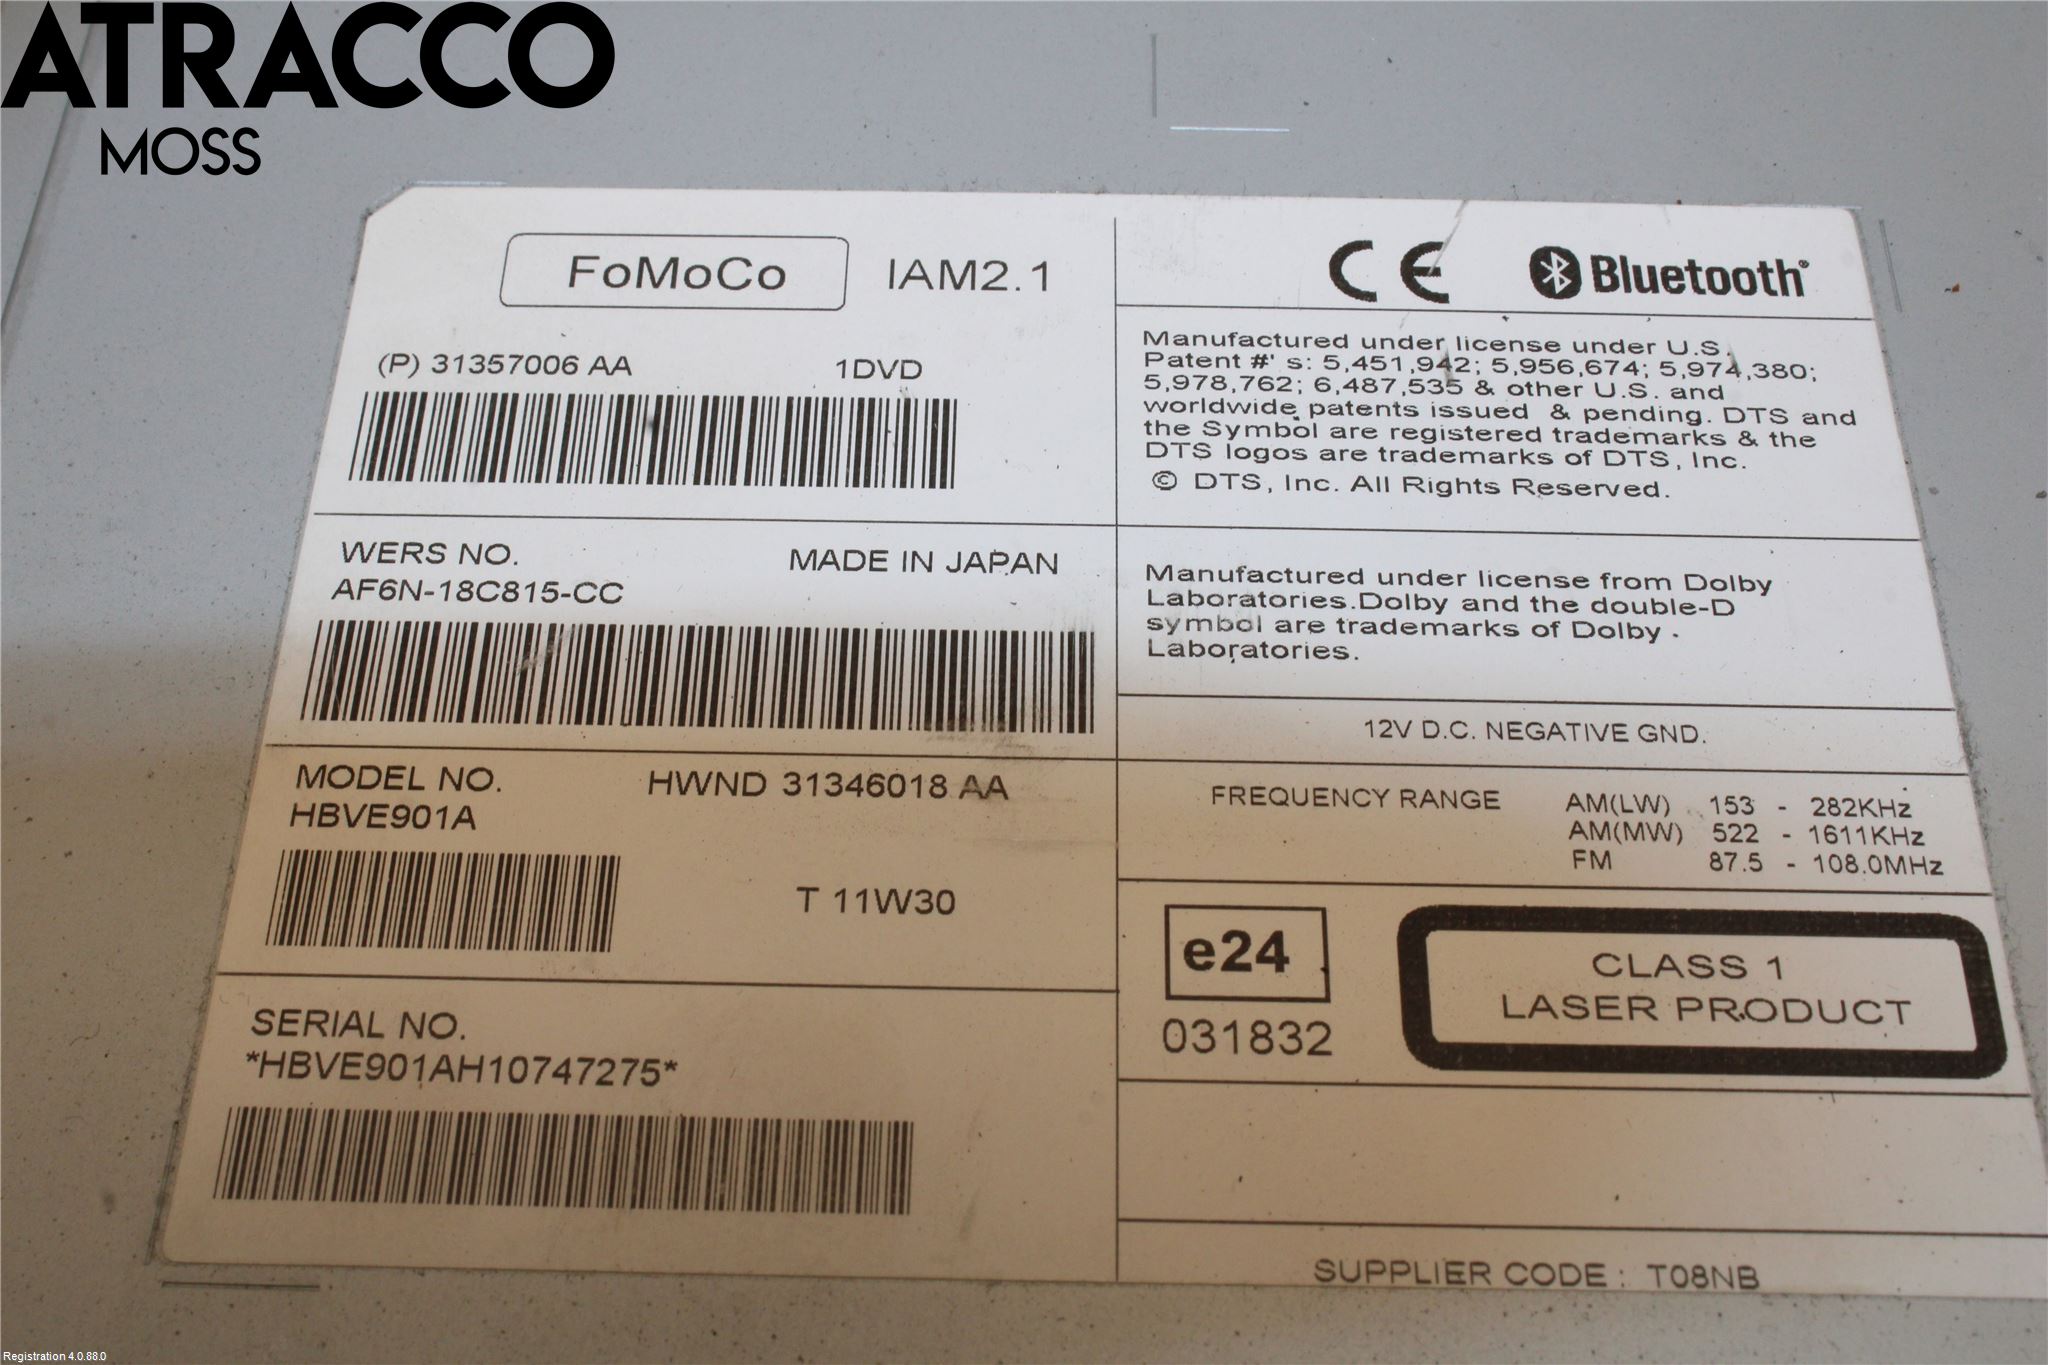 ATRACCO
MOSS
FoMoCo
IAM2.1
(P) 31357006 AA
1DVD
WERS NO.
MADE IN JAPAN
AF6N-18C815-CC
MODEL NO.
HWND 31346018 AA
HBVE901A
T 11W30
SERIAL NO.
*HBVE901AH10747275*
CE
Bluetooth®
Manufactured under license under U.S.
Patent #' s: 5,451,942; 5,956,674; 5,974,380;
5,978,762; 6,487,535 & other U.S. and
worldwide patents issued & pending. DTS and
the Symbol are registered trademarks & the
DTS logos are trademarks of DTS, Inc.
© DTS, Inc. All Rights Reserved.
Manufactured under license from Dolby
Laboratories.Dolby and the double-D
symbol are trademarks of Dolby
Laboratories.
12V D.C. NEGATIVE GND.
FREQUENCY RANGE
AM(LW) 153 - 282KHz
AM(MW) 522 - 1611KHz
FM 87.5 - 108.0MHz
e24
031832
CLASS 1
LASER PRODUCT
SUPPLIER CODE : T08NB
Registration 4.0.88.0